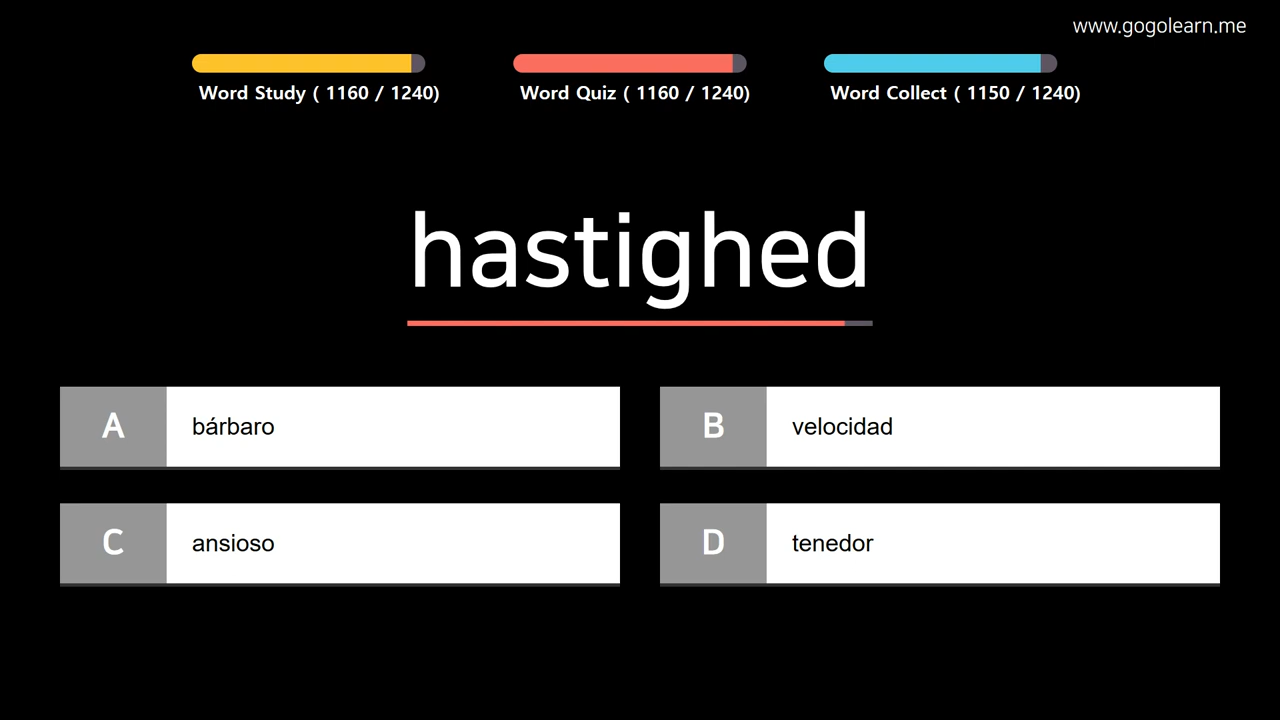 www.gogolearn.me
Word Study ( 1160 / 1240)
Word Quiz ( 1160 / 1240)
Word Collect ( 1150 / 1240)
hastighed
A bárbaro
B velocidad
C ansioso
D tenedor